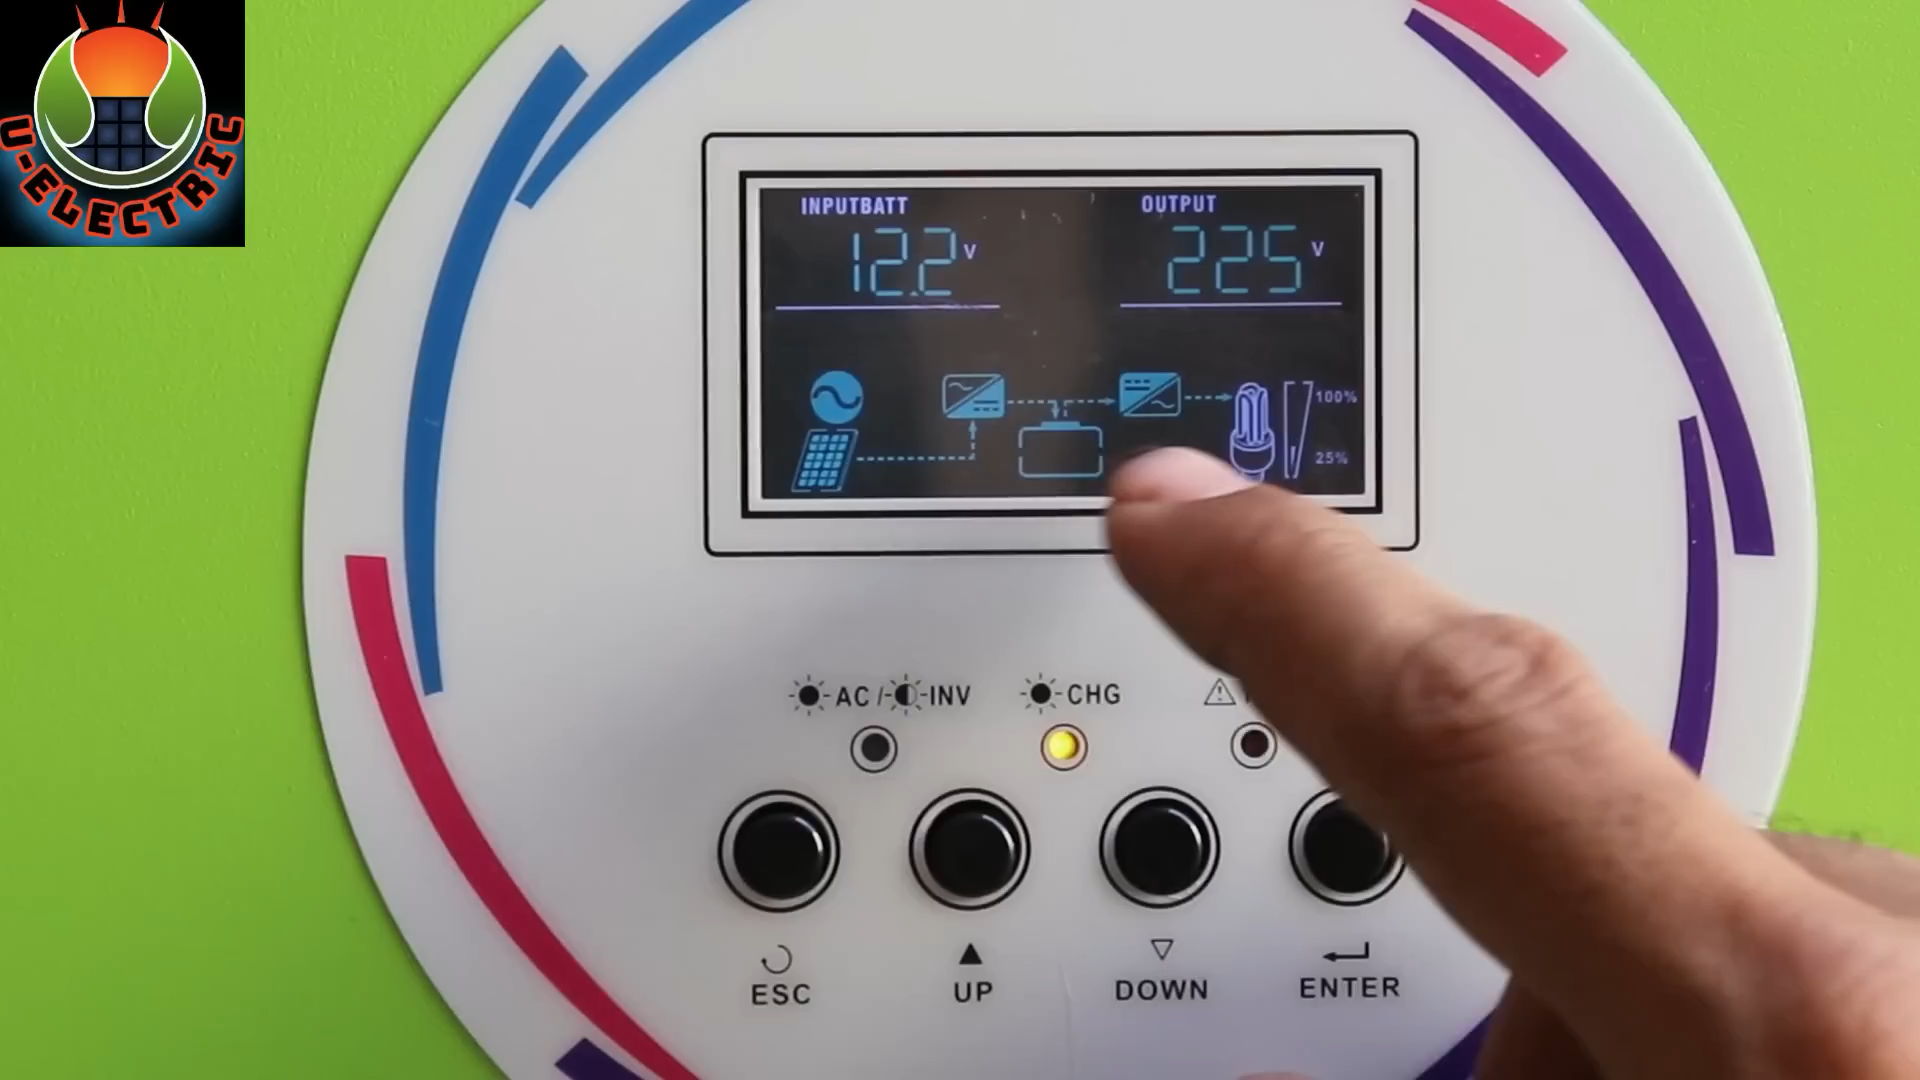 U-ELECTRIC
INPUTBATT
OUTPUT
12.2 V
225 V
100%
25%
AC / INV
CHG
ESC
UP
DOWN
ENTER